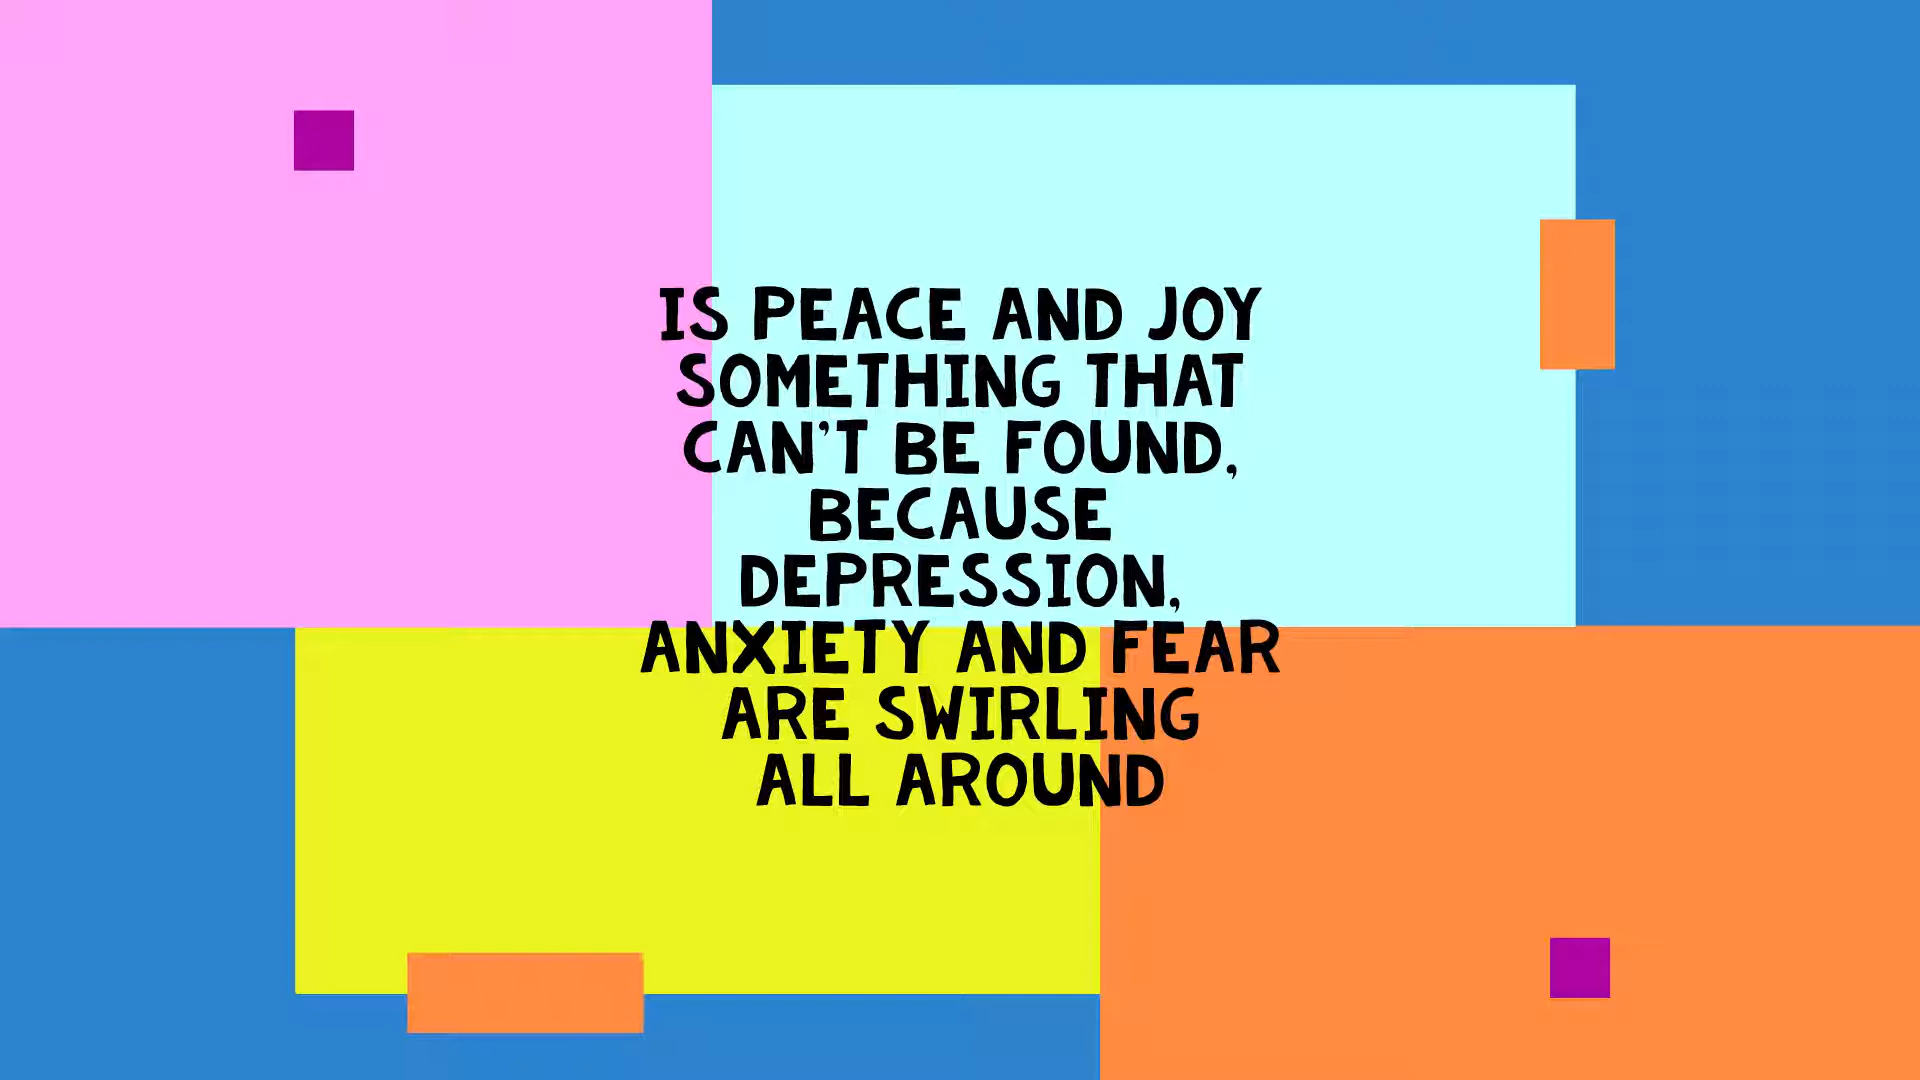 IS PEACE AND JOY
SOMETHING THAT
CAN'T BE FOUND,
BECAUSE
DEPRESSION,
ANXIETY AND FEAR
ARE SWIRLING
ALL AROUND